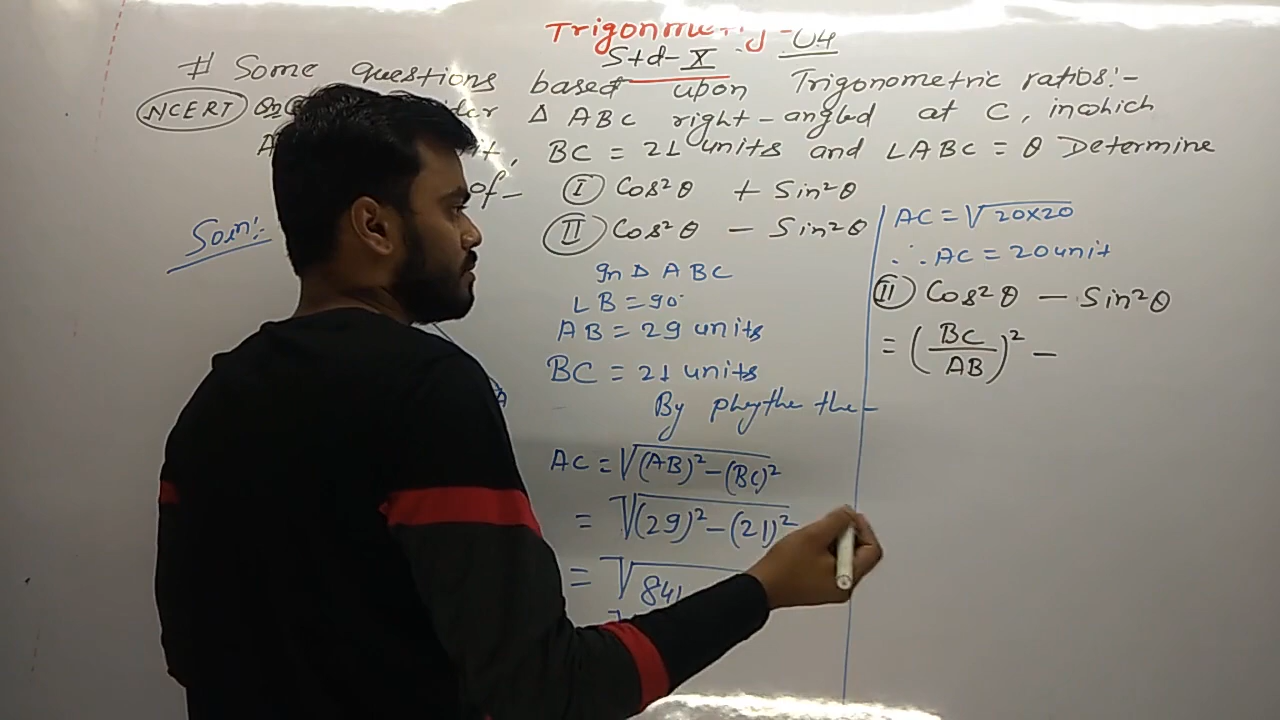 Trigonometry - 04
Std - X
# Some questions based upon Trigonometric ratios:-
NCERT Δ ABC right-angled at C, in which
BC = 21 units and ∠ABC = θ Determine
of - (I) Cos²θ + Sin²θ
(II) Cos²θ - Sin²θ
Soln:-
In Δ ABC
∠B = 90°
AB = 29 units
BC = 21 units
By phythe the-
AC = √(AB)² - (BC)²
= √(29)² - (21)²
= √841
AC = √20×20
∴ AC = 20 unit
(II) Cos²θ - Sin²θ
= (BC/AB)² -